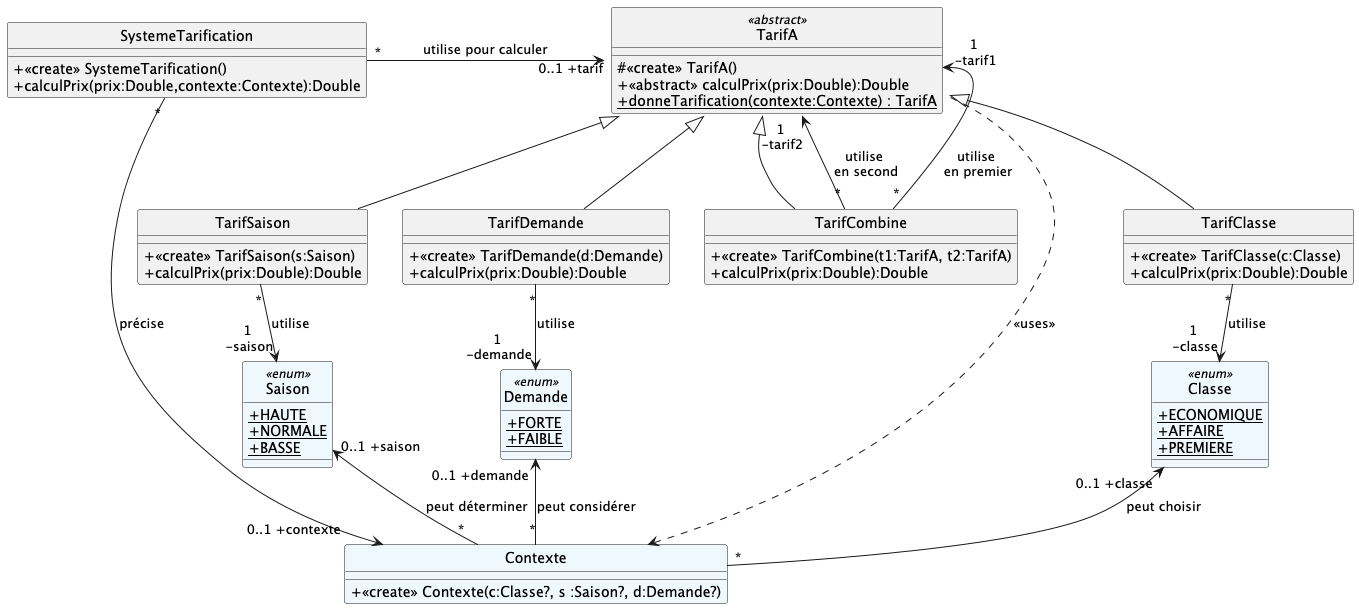 SystemeTarification
+«create» SystemeTarification()
+calculPrix(prix:Double,contexte:Contexte):Double
*
utilise pour calculer
0..1 +tarif
«abstract»
TarifA
#«create» TarifA()
+«abstract» calculPrix(prix:Double):Double
+donneTarification(contexte:Contexte) : TarifA
1
-tarif1
*
1
-tarif2
utilise
en second
*
utilise
en premier
*
TarifSaison
+«create» TarifSaison(s:Saison)
+calculPrix(prix:Double):Double
TarifDemande
+«create» TarifDemande(d:Demande)
+calculPrix(prix:Double):Double
TarifCombine
+«create» TarifCombine(t1:TarifA, t2:TarifA)
+calculPrix(prix:Double):Double
TarifClasse
+«create» TarifClasse(c:Classe)
+calculPrix(prix:Double):Double
précise
*
utilise
1
-saison
*
utilise
1
-demande
«uses»
*
utilise
1
-classe
«enum»
Saison
+HAUTE
+NORMALE
+BASSE
«enum»
Demande
+FORTE
+FAIBLE
«enum»
Classe
+ECONOMIQUE
+AFFAIRE
+PREMIERE
0..1 +saison
0..1 +demande
0..1 +classe
peut déterminer
peut considérer
peut choisir
0..1 +contexte
*
*
*
Contexte
+«create» Contexte(c:Classe?, s :Saison?, d:Demande?)